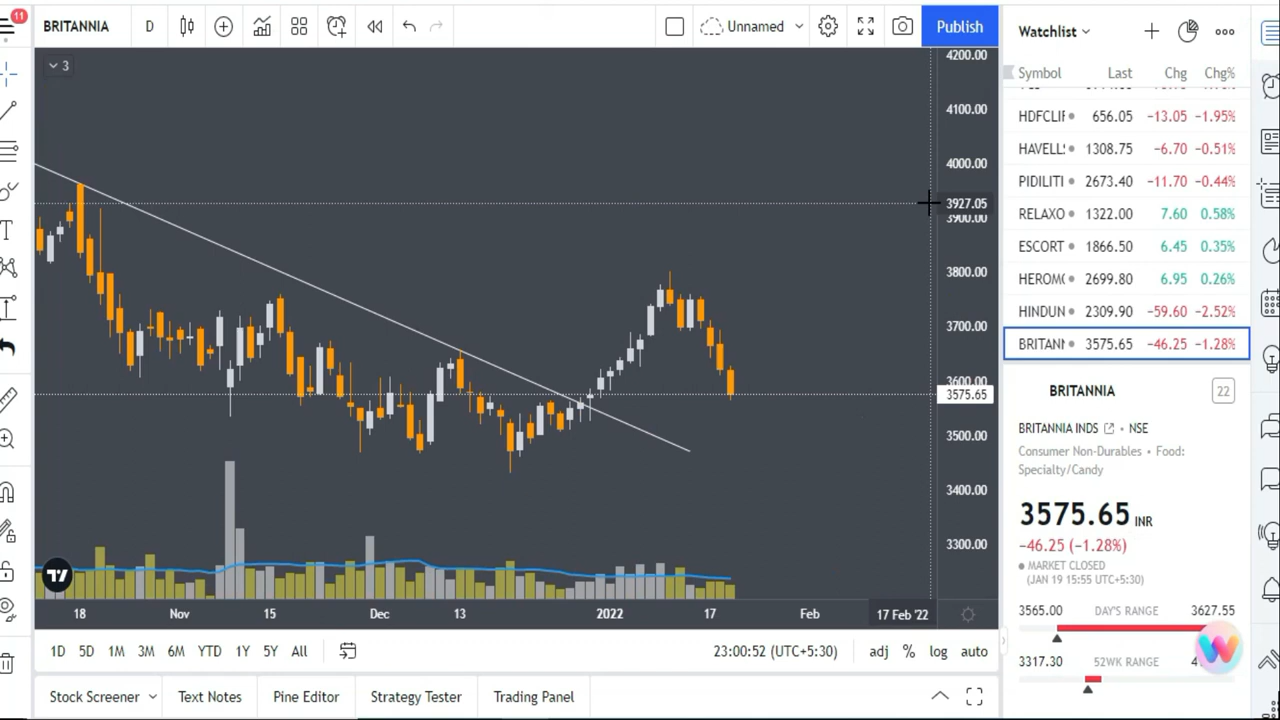 11
BRITANNIA D Unnamed Publish
3
4200.00
4100.00
4000.00
3927.05
3900.00
3800.00
3700.00
3600.00
3575.65
3500.00
3400.00
3300.00
18 Nov 15 Dec 13 2022 17 Feb 17 Feb '22
1D 5D 1M 3M 6M YTD 1Y 5Y All 23:00:52 (UTC+5:30) adj % log auto
Stock Screener Text Notes Pine Editor Strategy Tester Trading Panel
Watchlist
Symbol Last Chg Chg%
HDFCLIF 656.05 −13.05 −1.95%
HAVELL 1308.75 −6.70 −0.51%
PIDILITI 2673.40 −11.70 −0.44%
RELAXO 1322.00 7.60 0.58%
ESCORT 1866.50 6.45 0.35%
HEROMO 2699.80 6.95 0.26%
HINDUN 2309.90 −59.60 −2.52%
BRITANN 3575.65 −46.25 −1.28%
BRITANNIA 22
BRITANNIA INDS • NSE
Consumer Non-Durables • Food:
Specialty/Candy
3575.65 INR
−46.25 (−1.28%)
MARKET CLOSED
(JAN 19 15:55 UTC+5:30)
3565.00 DAY'S RANGE 3627.55
3317.30 52WK RANGE